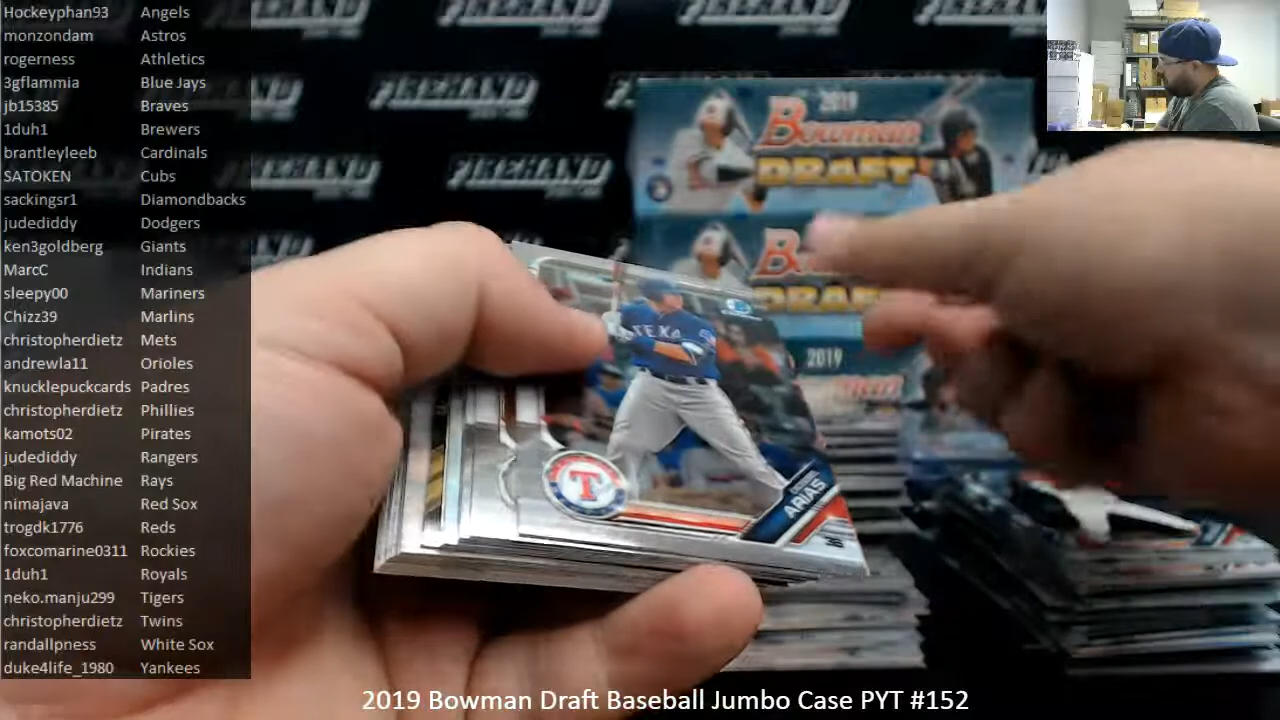 Hockeyphan93 Angels
monzondam Astros
rogerness Athletics
3gflammia Blue Jays
jb15385 Braves
1duh1 Brewers
brantleyleeb Cardinals
SATOKEN Cubs
sackingsr1 Diamondbacks
judediddy Dodgers
ken3goldberg Giants
MarcC Indians
sleepy00 Mariners
Chizz39 Marlins
christopherdietz Mets
andrewla11 Orioles
knucklepuckcards Padres
christopherdietz Phillies
kamots02 Pirates
judediddy Rangers
Big Red Machine Rays
nimajava Red Sox
trogdk1776 Reds
foxcomarine0311 Rockies
1duh1 Royals
neko.manju299 Tigers
christopherdietz Twins
randallpness White Sox
duke4life_1980 Yankees
FIREHAND
FIREHAND
FIREHAND
2019
Bowman
DRAFT
2019
TEXA
T
ARIAS
2019 Bowman Draft Baseball Jumbo Case PYT #152